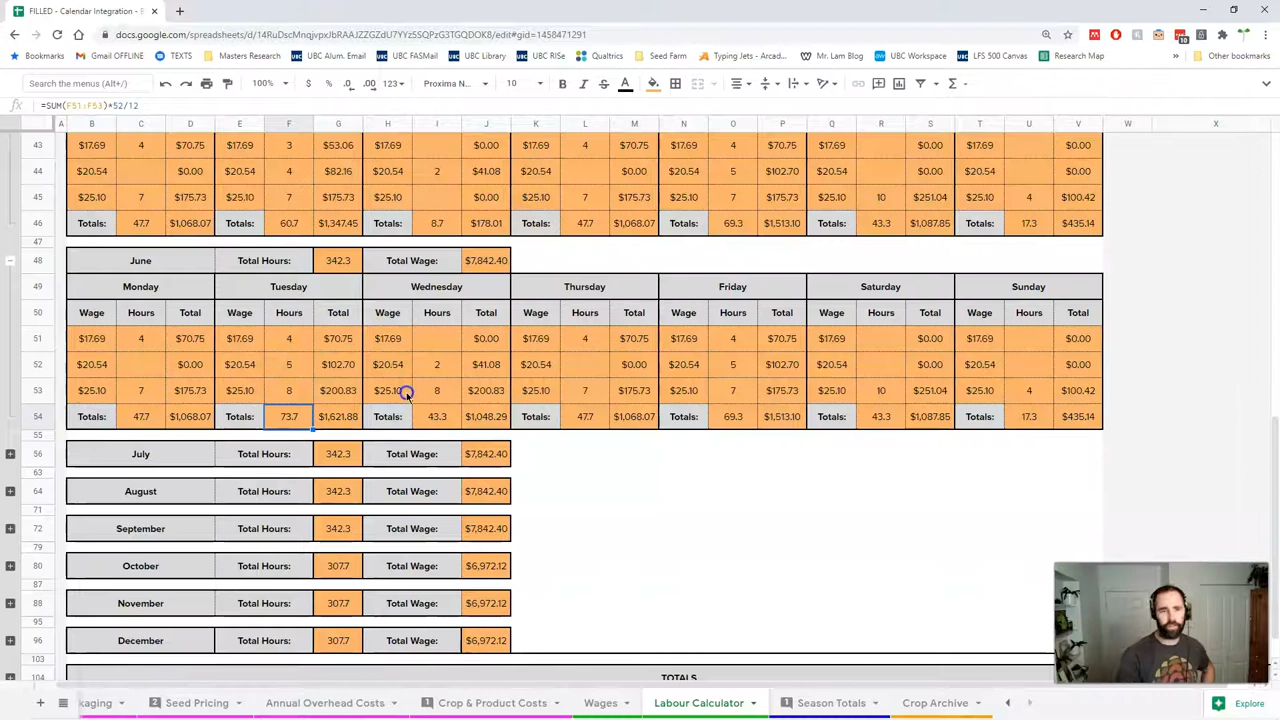 FILLED - Calendar Integration -
docs.google.com/spreadsheets/d/14RuDscMnqjvpxJbRAAJZZGZdU7YYz5SQPzG3TGQDOK8/edit#gid=1458471291
Bookmarks Gmail OFFLINE TEXTS Masters Research UBC Alum. Email UBC FASMail UBC Library UBC RISe Qualtrics Seed Farm Typing Jets - Arcad... Mr. Lam Blog UBC Workspace LFS 500 Canvas Research Map Other bookmarks
Search the menus (Alt+/) 100% $ % .0 .00 123 Proxima N... 10 B I S A
fx =SUM(F51:F53)*52/12
A B C D E F G H I J K L M N O P Q R S T U V W X
43 $17.69 4 $70.75 $17.69 3 $53.06 $17.69 $0.00 $17.69 4 $70.75 $17.69 4 $70.75 $17.69 $0.00 $17.69 $0.00
44 $20.54 $0.00 $20.54 4 $82.16 $20.54 2 $41.08 $20.54 $0.00 $20.54 5 $102.70 $20.54 $0.00 $20.54 $0.00
45 $25.10 7 $175.73 $25.10 7 $175.73 $25.10 $0.00 $25.10 7 $175.73 $25.10 7 $175.73 $25.10 10 $251.04 $25.10 4 $100.42
46 Totals: 47.7 $1,068.07 Totals: 60.7 $1,347.45 Totals: 8.7 $178.01 Totals: 47.7 $1,068.07 Totals: 69.3 $1,513.10 Totals: 43.3 $1,087.85 Totals: 17.3 $435.14
47
48 June Total Hours: 342.3 Total Wage: $7,842.40
49 Monday Tuesday Wednesday Thursday Friday Saturday Sunday
50 Wage Hours Total Wage Hours Total Wage Hours Total Wage Hours Total Wage Hours Total Wage Hours Total Wage Hours Total
51 $17.69 4 $70.75 $17.69 4 $70.75 $17.69 $0.00 $17.69 4 $70.75 $17.69 4 $70.75 $17.69 $0.00 $17.69 $0.00
52 $20.54 $0.00 $20.54 5 $102.70 $20.54 2 $41.08 $20.54 $0.00 $20.54 5 $102.70 $20.54 $0.00 $20.54 $0.00
53 $25.10 7 $175.73 $25.10 8 $200.83 $25.10 8 $200.83 $25.10 7 $175.73 $25.10 7 $175.73 $25.10 10 $251.04 $25.10 4 $100.42
54 Totals: 47.7 $1,068.07 Totals: 73.7 $1,621.88 Totals: 43.3 $1,048.29 Totals: 47.7 $1,068.07 Totals: 69.3 $1,513.10 Totals: 43.3 $1,087.85 Totals: 17.3 $435.14
55
56 July Total Hours: 342.3 Total Wage: $7,842.40
63
64 August Total Hours: 342.3 Total Wage: $7,842.40
71
72 September Total Hours: 342.3 Total Wage: $7,842.40
79
80 October Total Hours: 307.7 Total Wage: $6,972.12
87
88 November Total Hours: 307.7 Total Wage: $6,972.12
95
96 December Total Hours: 307.7 Total Wage: $6,972.12
103
104 TOTALS
kaging 2 Seed Pricing Annual Overhead Costs 1 Crop & Product Costs Wages Labour Calculator 1 Season Totals Crop Archive Explore